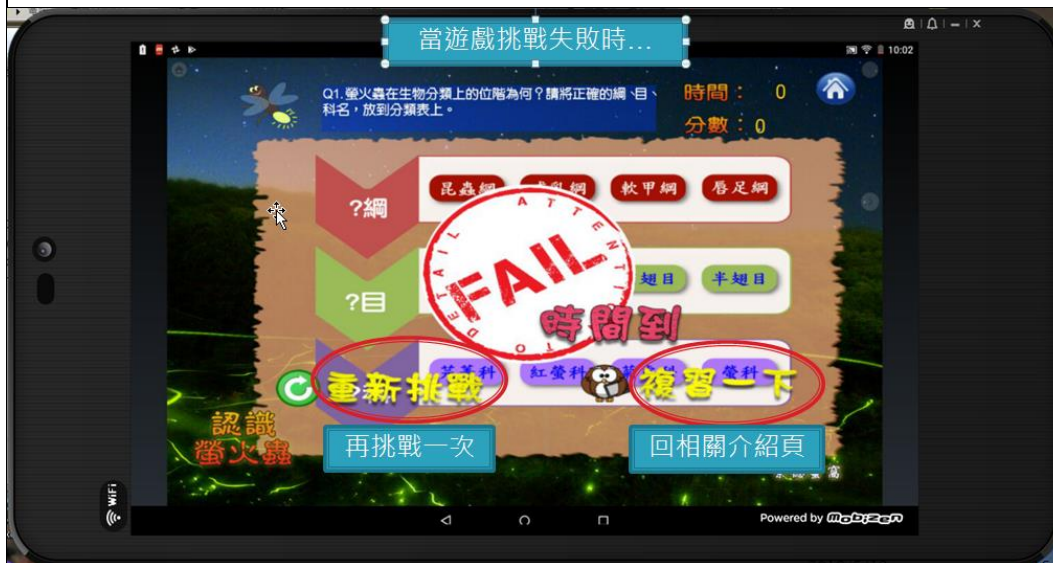 當遊戲挑戰失敗時...
10:02
Q1.螢火蟲在生物分類上的位階為何？請將正確的綱、目、
科名，放到分類表上。
時間： 0
分數：0
?綱
昆蟲綱
軟甲綱
唇足綱
?目
翅目
半翅目
ATTENTI
FAIL
TO DETAIL
時間到
紅螢科
螢科
重新挑戰
複習一下
認識
螢火蟲
再挑戰一次
回相關介紹頁
WiFi
Powered by Mobizen